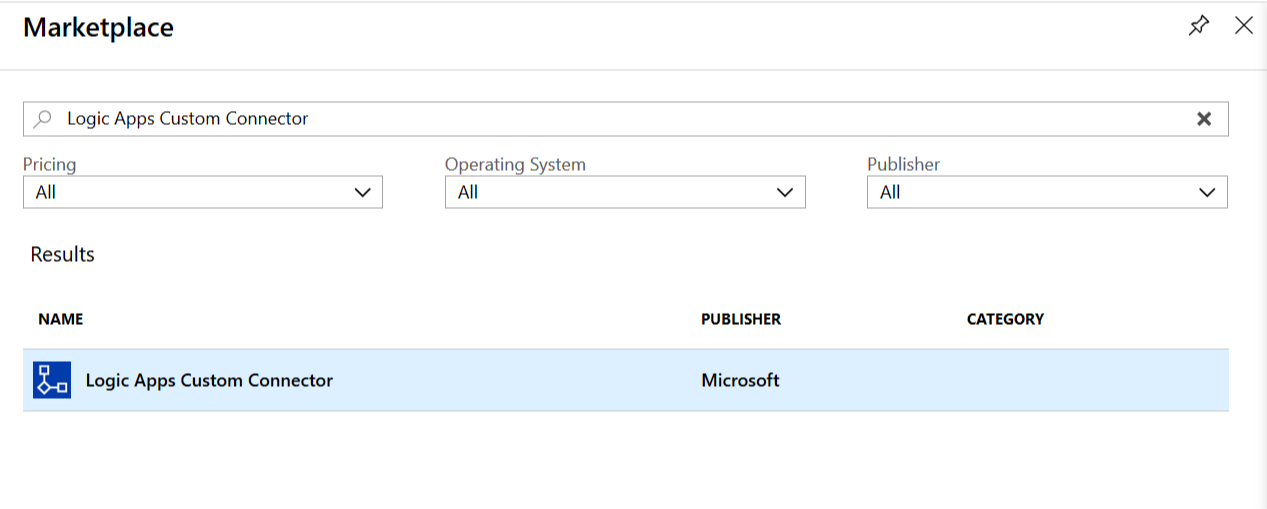 Marketplace
Logic Apps Custom Connector
Pricing Operating System Publisher
All All All
Results
NAME PUBLISHER CATEGORY
Logic Apps Custom Connector Microsoft